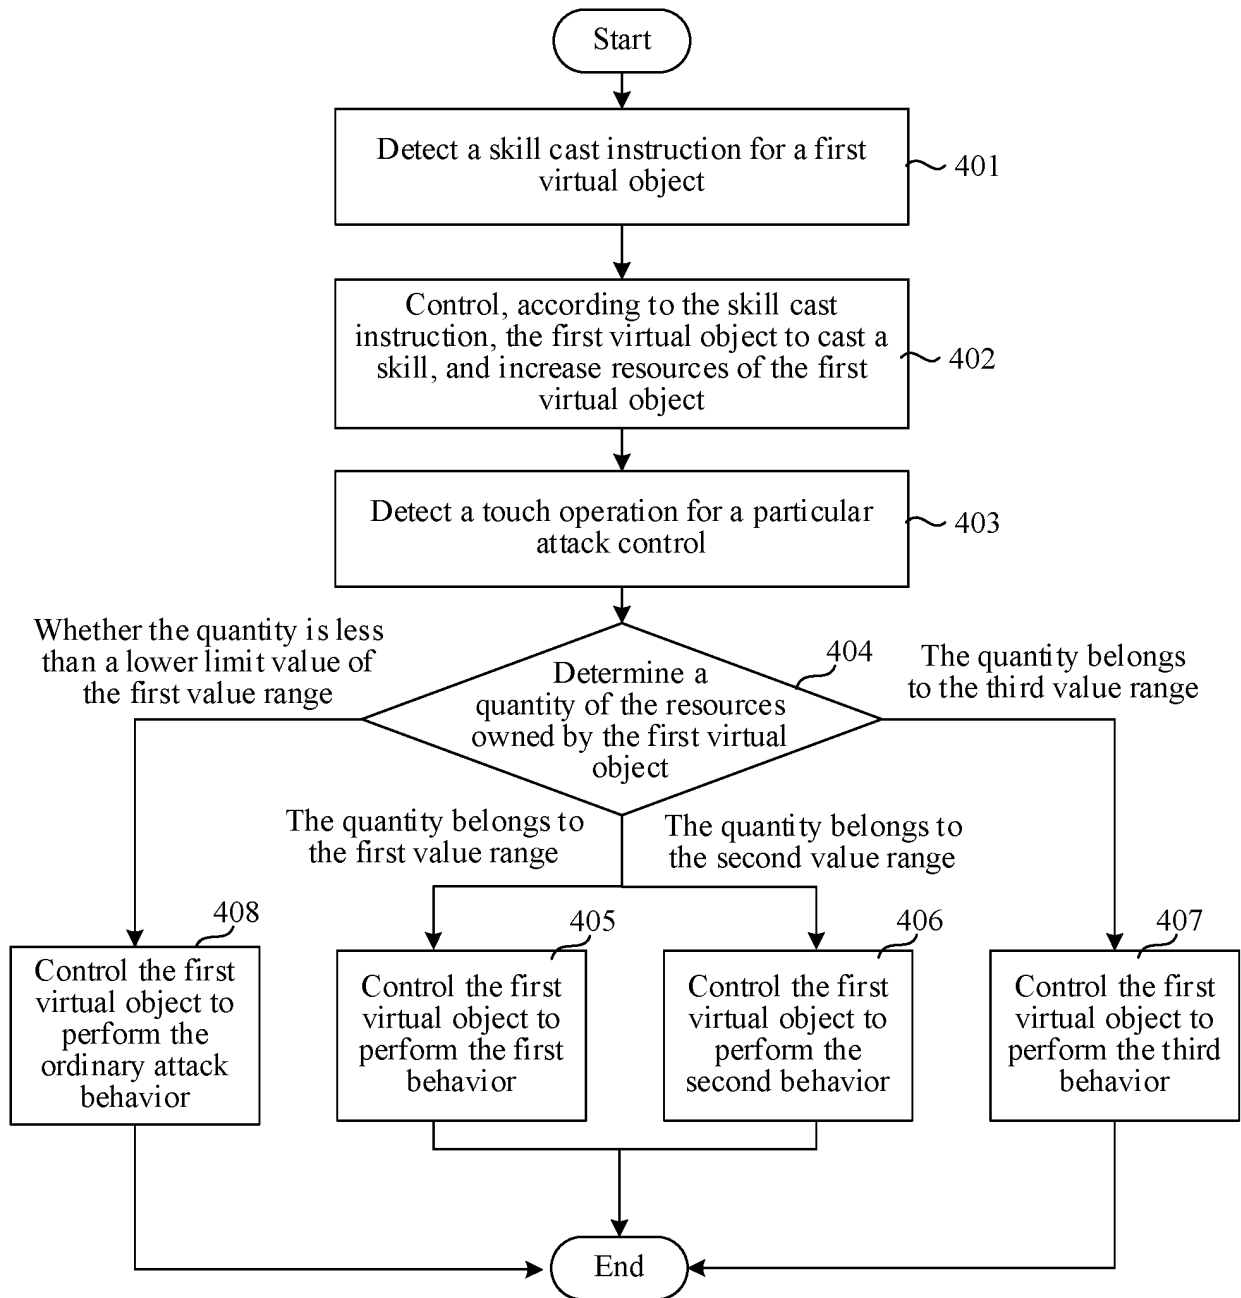 Start
Detect a skill cast instruction for a first
virtual object
401
Control, according to the skill cast
instruction, the first virtual object to cast a
skill, and increase resources of the first
virtual object
402
Detect a touch operation for a particular
attack control
403
Whether the quantity is less
than a lower limit value of
the first value range
Determine a
quantity of the resources
owned by the first virtual
object
404
The quantity belongs
to the third value range
The quantity belongs to
the first value range
The quantity belongs to
the second value range
408
Control the first
virtual object to
perform the
ordinary attack
behavior
405
Control the first
virtual object to
perform the first
behavior
406
Control the first
virtual object to
perform the
second behavior
407
Control the first
virtual object to
perform the third
behavior
End